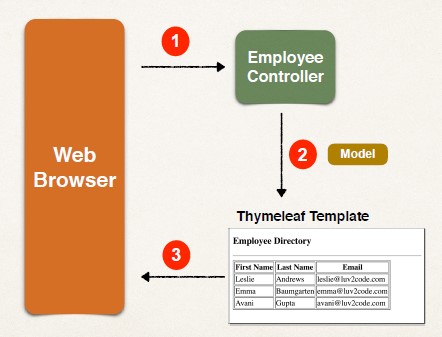 1
Employee
Controller
Web
Browser
2
Model
3
Thymeleaf Template
Employee Directory
First Name Last Name Email
Leslie Andrews leslie@luv2code.com
Emma Baumgarten emma@luv2code.com
Avani Gupta avani@luv2code.com